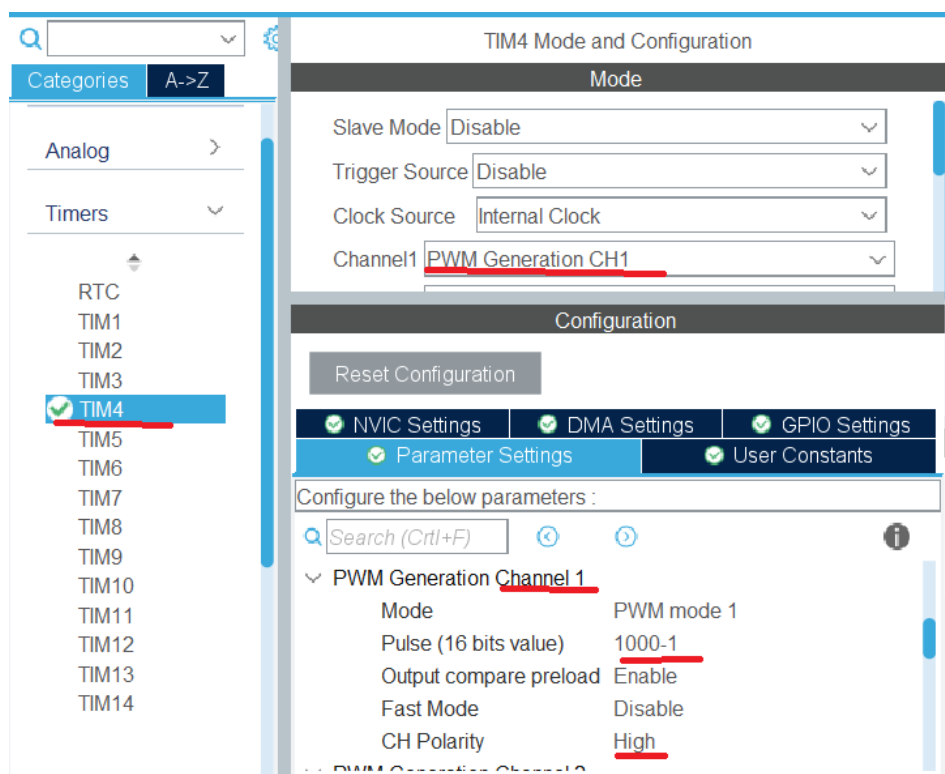 TIM4 Mode and Configuration
Categories A->Z
Mode
Analog
Timers
RTC
TIM1
TIM2
TIM3
TIM4
TIM5
TIM6
TIM7
TIM8
TIM9
TIM10
TIM11
TIM12
TIM13
TIM14
Slave Mode Disable
Trigger Source Disable
Clock Source Internal Clock
Channel1 PWM Generation CH1
Configuration
Reset Configuration
NVIC Settings DMA Settings GPIO Settings
Parameter Settings User Constants
Configure the below parameters :
Search (Crtl+F)
PWM Generation Channel 1
Mode PWM mode 1
Pulse (16 bits value) 1000-1
Output compare preload Enable
Fast Mode Disable
CH Polarity High
PWM Generation Channel 2